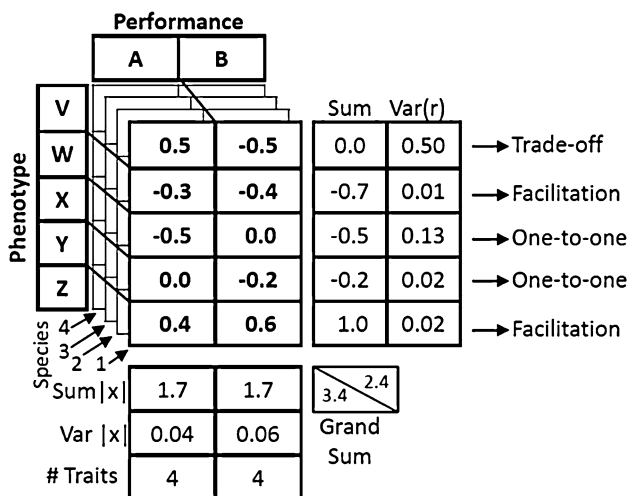 Performance
A B
Phenotype
V
W
X
Y
Z
Sum Var(r)
0.5 -0.5 0.0 0.50 Trade-off
-0.3 -0.4 -0.7 0.01 Facilitation
-0.5 0.0 -0.5 0.13 One-to-one
0.0 -0.2 -0.2 0.02 One-to-one
0.4 0.6 1.0 0.02 Facilitation
Species
4
3
2
1
Sum |x| 1.7 1.7
3.4 2.4
Grand
Sum
Var |x| 0.04 0.06
# Traits 4 4